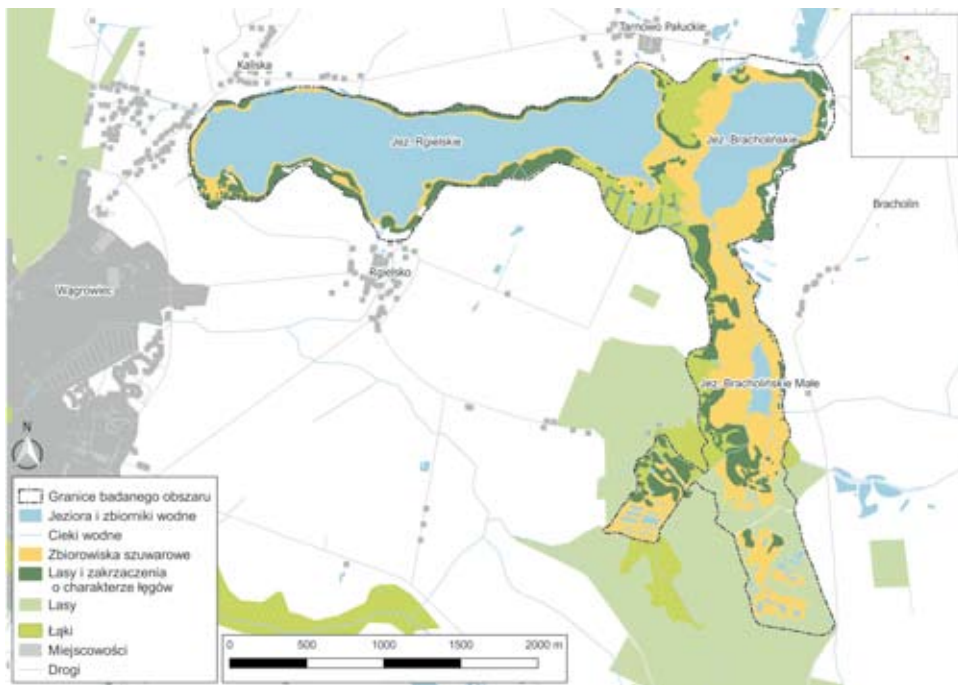 Tarnowo Pałuckie
Kaliska
Jez. Rgielskie
Jez. Bracholińskie
Bracholin
Rgielsko
Wągrowiec
Jez. Bracholińskie Małe
N
Granice badanego obszaru
Jeziora i zbiorniki wodne
Cieki wodne
Zbiorowiska szuwarowe
Lasy i zakrzaczenia
o charakterze łęgów
Lasy
Łąki
Miejscowości
Drogi
0 500 1000 1500 2000 m